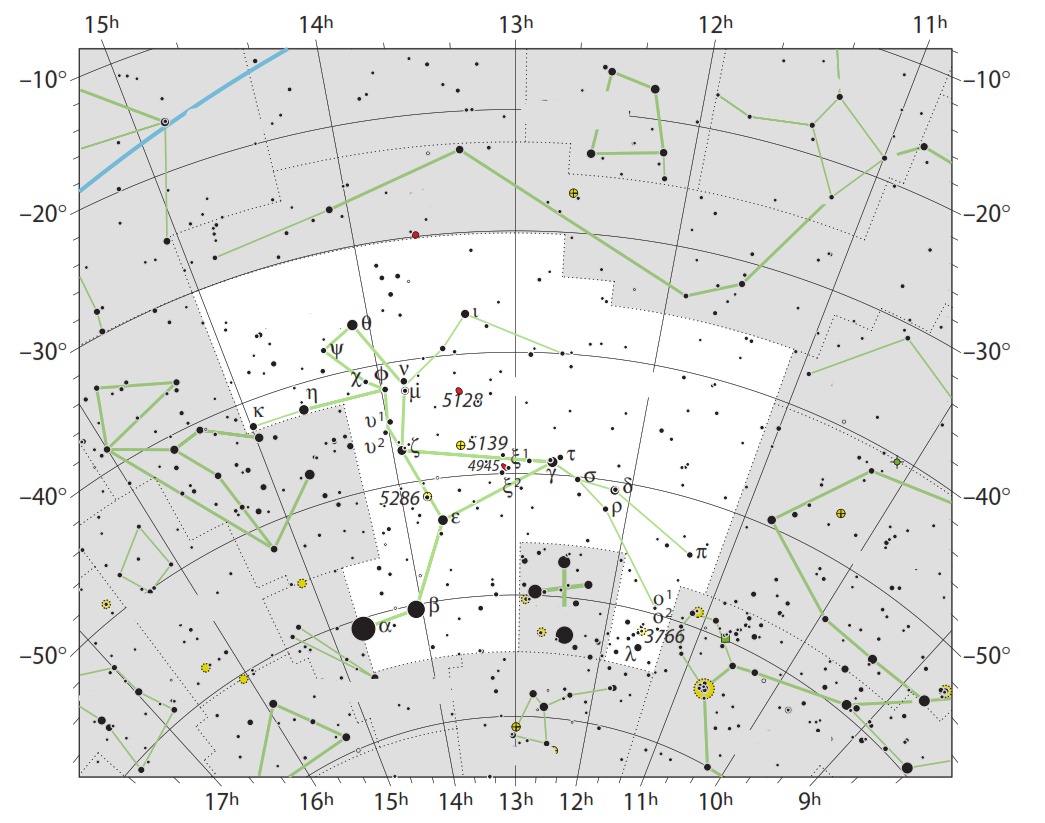 15h 14h 13h 12h 11h
–10° –10°
–20° –20°
ι
θ
ψ
–30° –30°
χ ϕ ν
η μ
5128
κ
υ1
5139
υ2 ζ ξ1 τ
4945 γ
ξ2 σ
–40° 5286 δ –40°
ρ
ε
π
ο1
β ο2
α 3766
λ
–50° –50°
17h 16h 15h 14h 13h 12h 11h 10h 9h